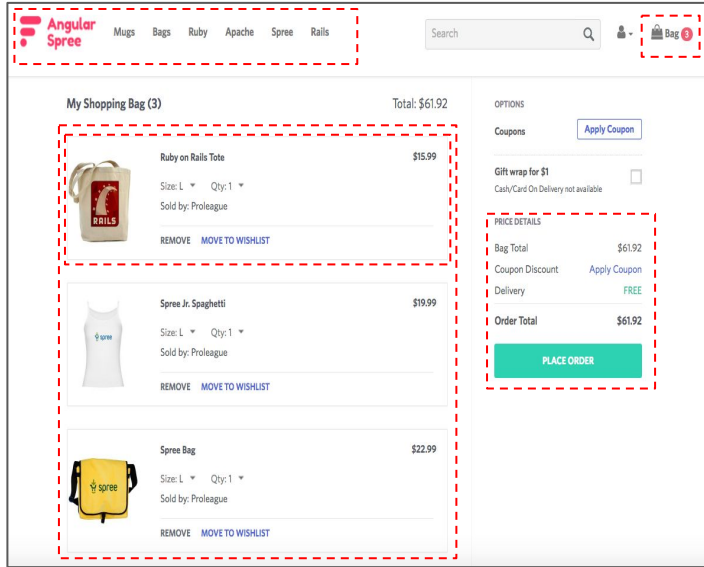 Angular
Spree
Mugs Bags Ruby Apache Spree Rails
Search
Bag 3
My Shopping Bag (3) Total: $61.92
Ruby on Rails Tote $15.99
Size: L Qty: 1
Sold by: Proleague
REMOVE MOVE TO WISHLIST
RAILS
Spree Jr. Spaghetti $19.99
Size: L Qty: 1
Sold by: Proleague
REMOVE MOVE TO WISHLIST
spree
Spree Bag $22.99
Size: L Qty: 1
Sold by: Proleague
REMOVE MOVE TO WISHLIST
spree
OPTIONS
Coupons Apply Coupon
Gift wrap for $1
Cash/Card On Delivery not available
PRICE DETAILS
Bag Total $61.92
Coupon Discount Apply Coupon
Delivery FREE
Order Total $61.92
PLACE ORDER